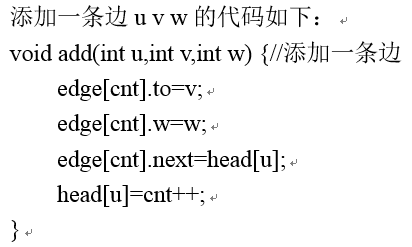 添加一条边 u v w 的代码如下：
void add(int u,int v,int w) {//添加一条边
edge[cnt].to=v;
edge[cnt].w=w;
edge[cnt].next=head[u];
head[u]=cnt++;
}